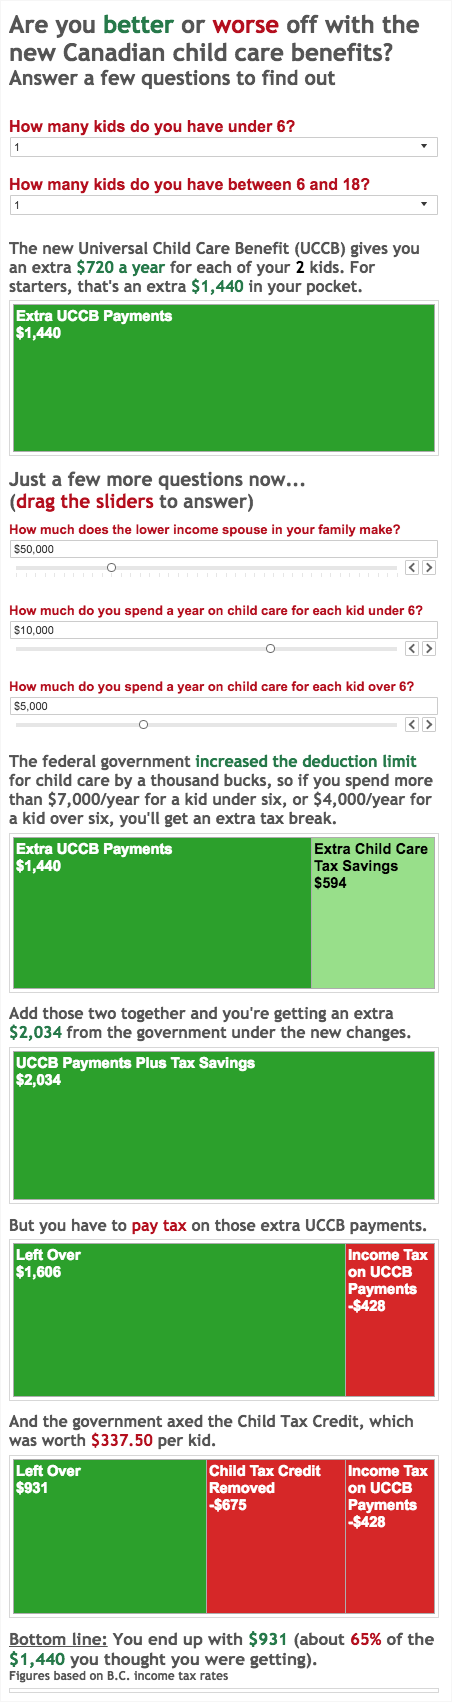 Are you better or worse off with the
new Canadian child care benefits?
Answer a few questions to find out
How many kids do you have under 6?
1
How many kids do you have between 6 and 18?
1
The new Universal Child Care Benefit (UCCB) gives you
an extra $720 a year for each of your 2 kids. For
starters, that's an extra $1,440 in your pocket.
Extra UCCB Payments
$1,440
Just a few more questions now...
(drag the sliders to answer)
How much does the lower income spouse in your family make?
$50,000
How much do you spend a year on child care for each kid under 6?
$10,000
How much do you spend a year on child care for each kid over 6?
$5,000
The federal government increased the deduction limit
for child care by a thousand bucks, so if you spend more
than $7,000/year for a kid under six, or $4,000/year for
a kid over six, you'll get an extra tax break.
Extra UCCB Payments
$1,440
Extra Child Care
Tax Savings
$594
Add those two together and you're getting an extra
$2,034 from the government under the new changes.
UCCB Payments Plus Tax Savings
$2,034
But you have to pay tax on those extra UCCB payments.
Left Over
$1,606
Income Tax
on UCCB
Payments
-$428
And the government axed the Child Tax Credit, which
was worth $337.50 per kid.
Left Over
$931
Child Tax Credit
Removed
-$675
Income Tax
on UCCB
Payments
-$428
Bottom line: You end up with $931 (about 65% of the
$1,440 you thought you were getting).
Figures based on B.C. income tax rates